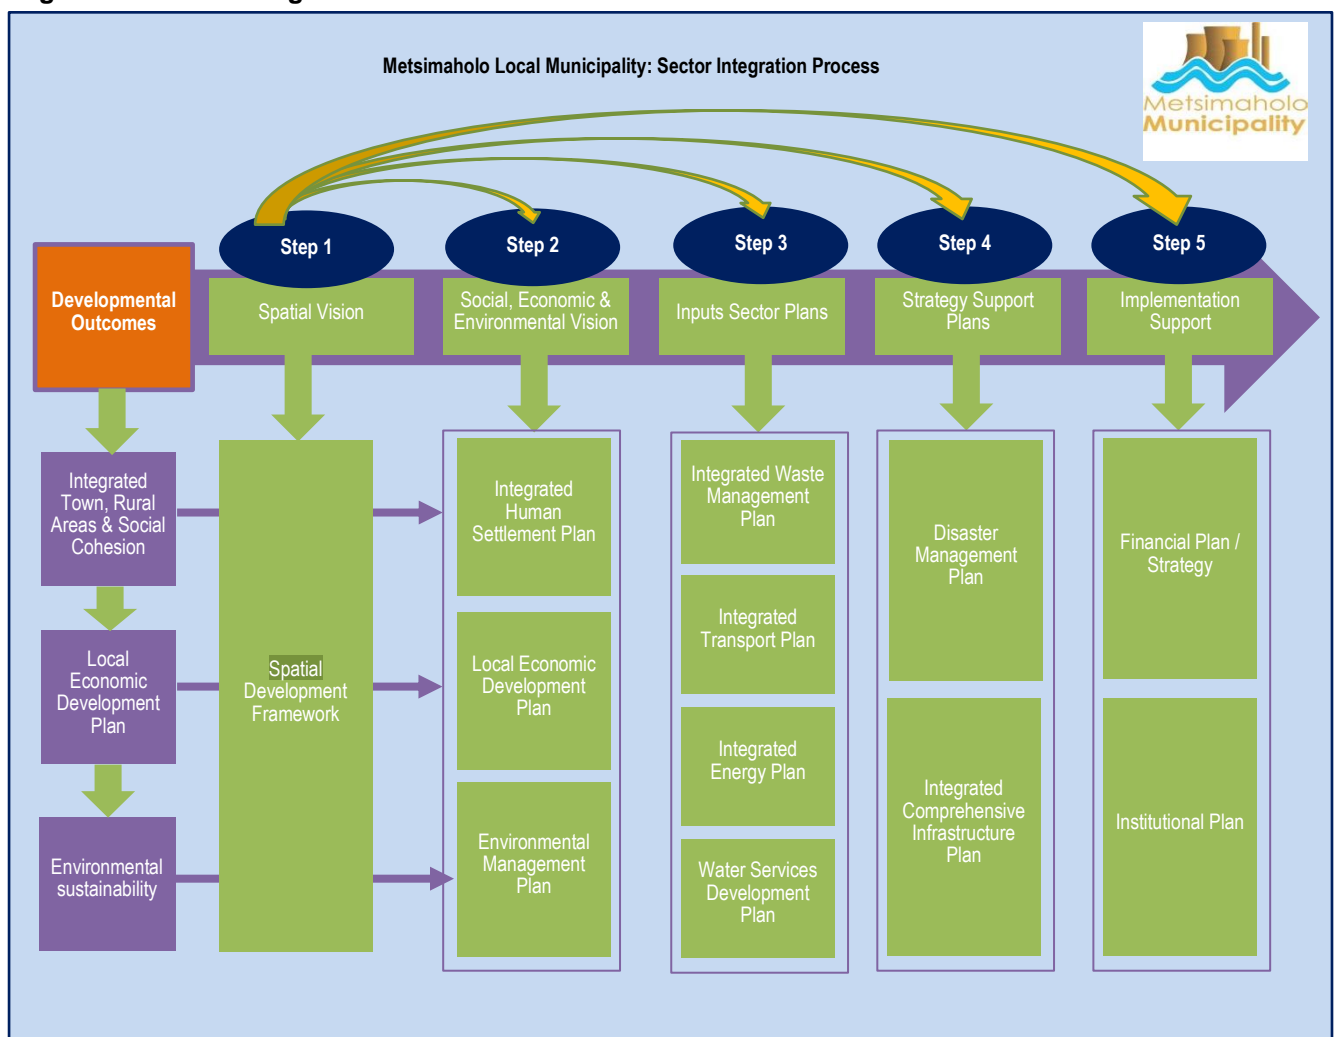 Metsimaholo Local Municipality: Sector Integration Process
Metsimaholo
Municipality
Step 1
Step 2
Step 3
Step 4
Step 5
Developmental
Outcomes
Spatial Vision
Social, Economic &
Environmental Vision
Inputs Sector Plans
Strategy Support
Plans
Implementation
Support
Integrated
Town, Rural
Areas & Social
Cohesion
Local
Economic
Development
Plan
Environmental
sustainability
Spatial
Development
Framework
Integrated
Human
Settlement Plan
Local Economic
Development
Plan
Environmental
Management
Plan
Integrated Waste
Management
Plan
Integrated
Transport Plan
Integrated
Energy Plan
Water Services
Development
Plan
Disaster
Management
Plan
Integrated
Comprehensive
Infrastructure
Plan
Financial Plan /
Strategy
Institutional Plan